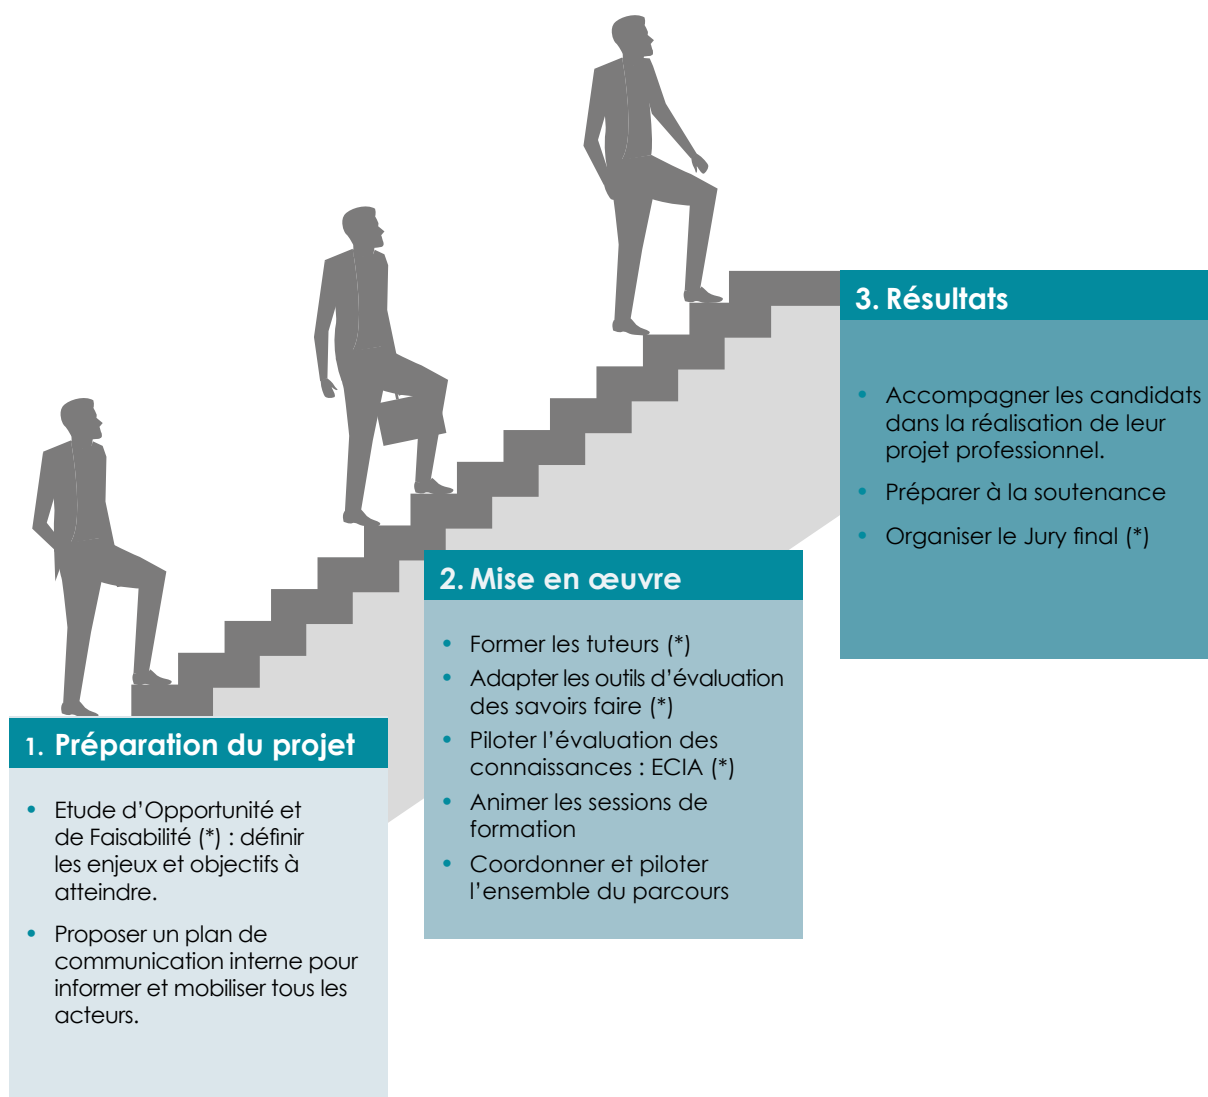 1. Préparation du projet
• Etude d’Opportunité et
de Faisabilité (*) : définir
les enjeux et objectifs à
atteindre.
• Proposer un plan de
communication interne pour
informer et mobiliser tous les
acteurs.
2. Mise en œuvre
• Former les tuteurs (*)
• Adapter les outils d’évaluation
des savoirs faire (*)
• Piloter l’évaluation des
connaissances : ECIA (*)
• Animer les sessions de
formation
• Coordonner et piloter
l’ensemble du parcours
3. Résultats
• Accompagner les candidats
dans la réalisation de leur
projet professionnel.
• Préparer à la soutenance
• Organiser le Jury final (*)